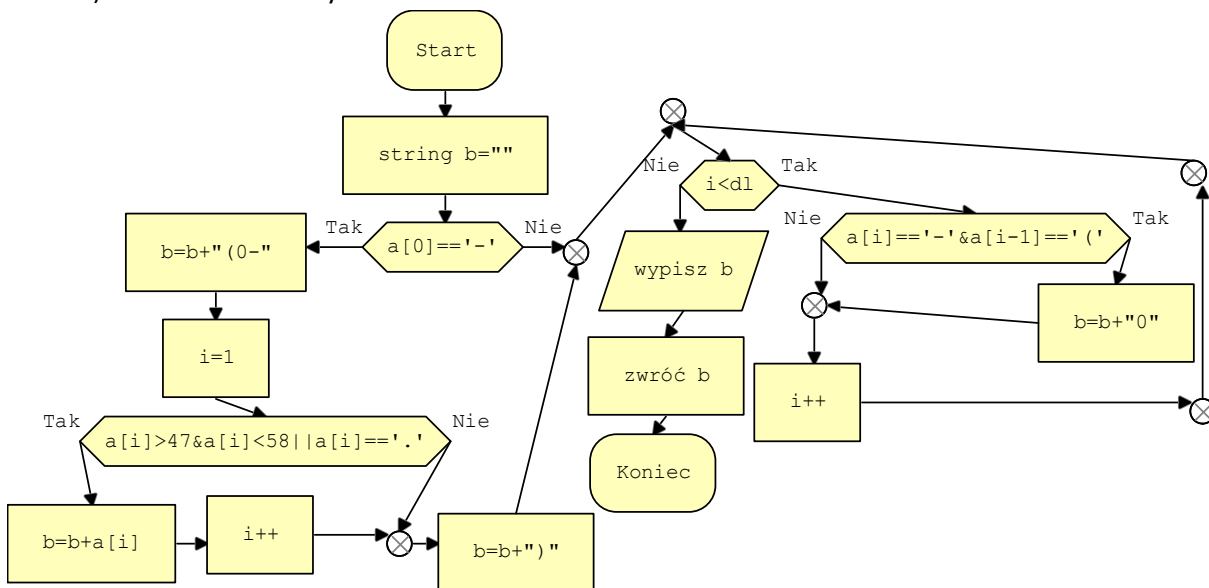 Start
string b=""
a[0]=='-'
Tak
Nie
b=b+"(0-"
i=1
a[i]>47&a[i]<58||a[i]=='.'
Tak
Nie
b=b+a[i]
i++
b=b+")"
i<dl
Nie
Tak
wypisz b
zwróć b
Koniec
a[i]=='-'&a[i-1]=='('
Nie
Tak
b=b+"0"
i++